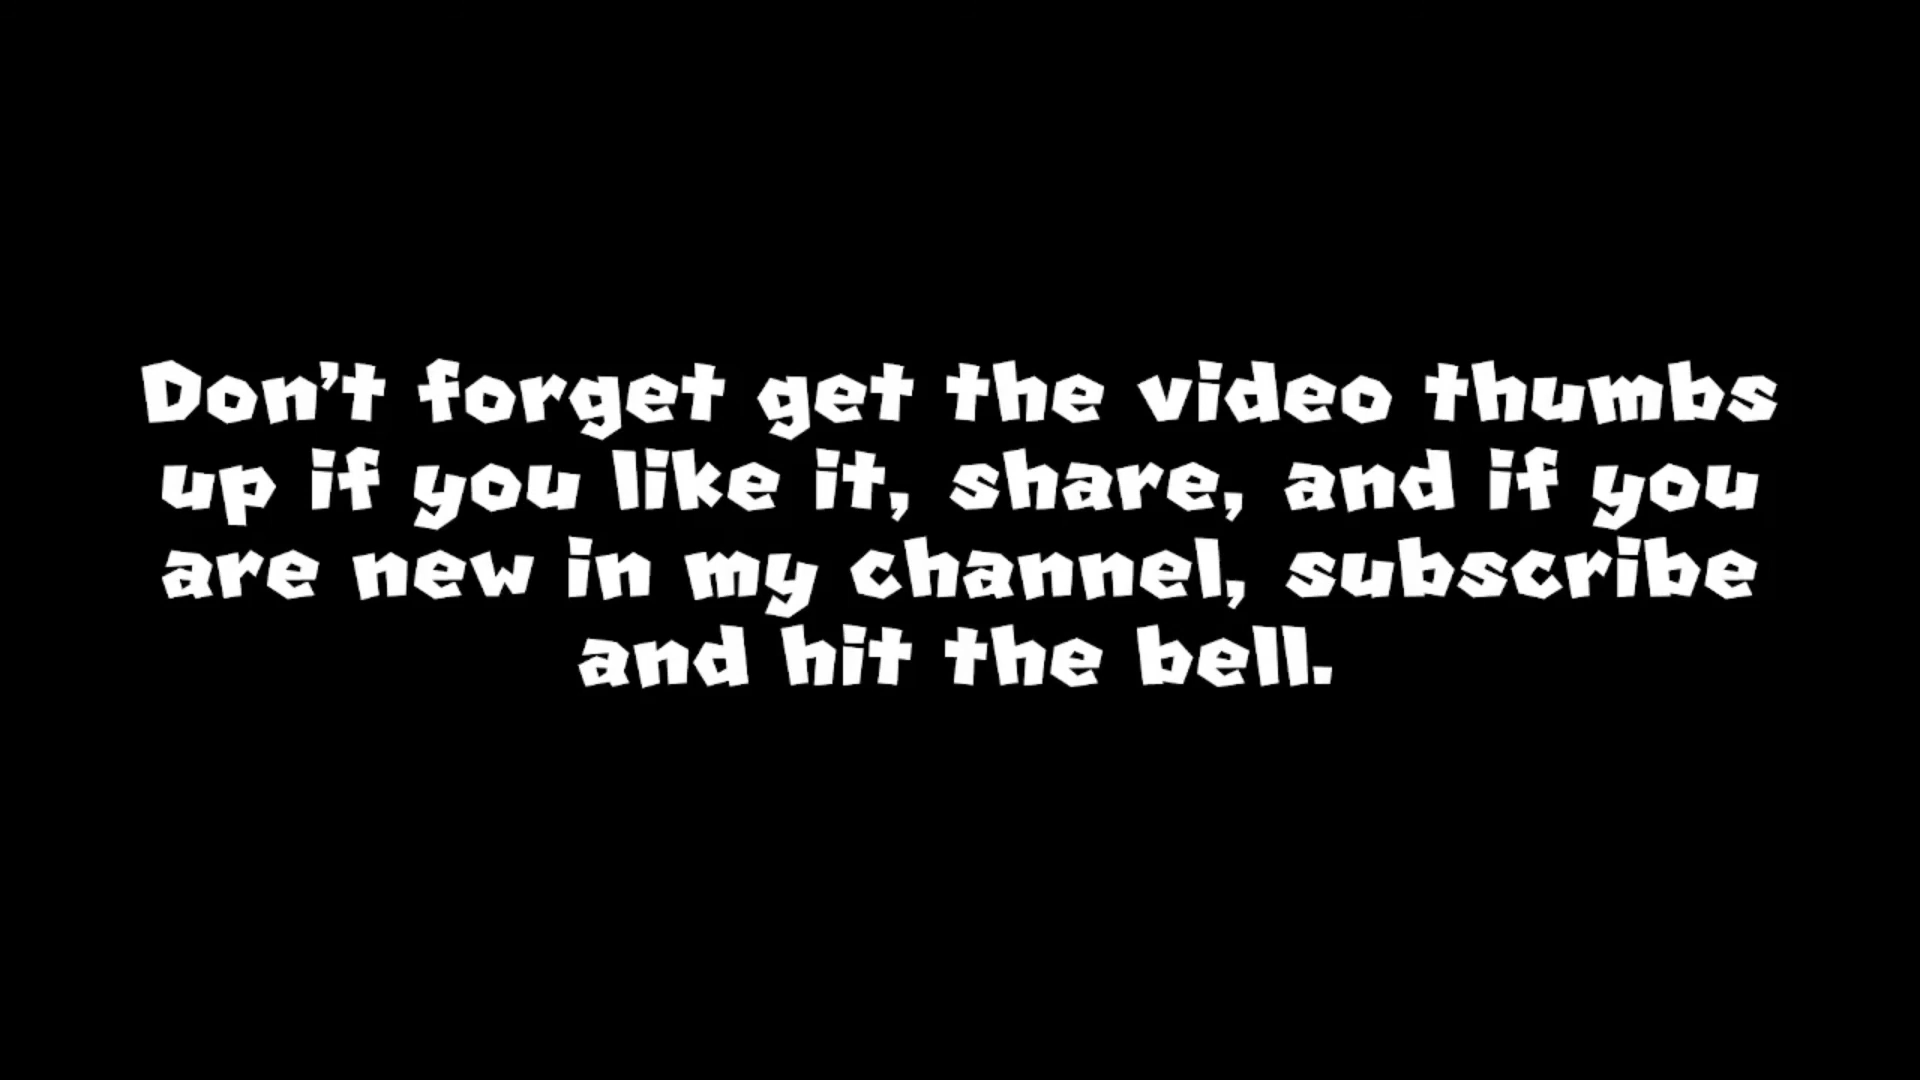 Don't forget get the video thumbs
up if you like it, share, and if you
are new in my channel, subscribe
and hit the bell.